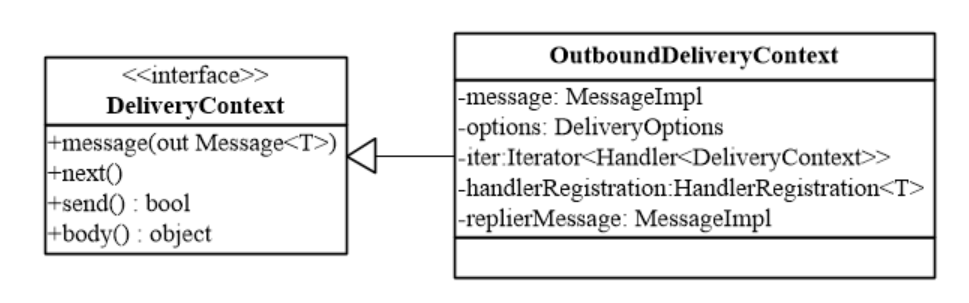 <<interface>>
DeliveryContext
+message(out Message<T>)
+next()
+send() : bool
+body() : object
OutboundDeliveryContext
-message: MessageImpl
-options: DeliveryOptions
-iter:Iterator<Handler<DeliveryContext>>
-handlerRegistration:HandlerRegistration<T>
-replierMessage: MessageImpl